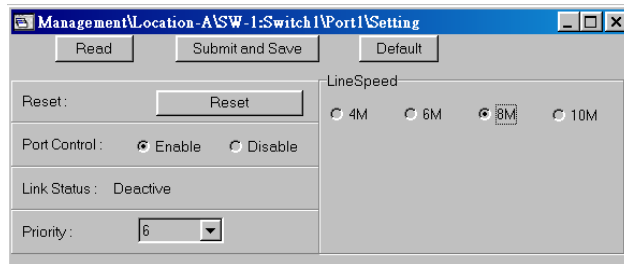 Management\Location-A\SW-1:Switch1\Port1\Setting
Read Submit and Save Default
LineSpeed
Reset : Reset
4M 6M 8M 10M
Port Control : Enable Disable
Link Status : Deactive
Priority : 6